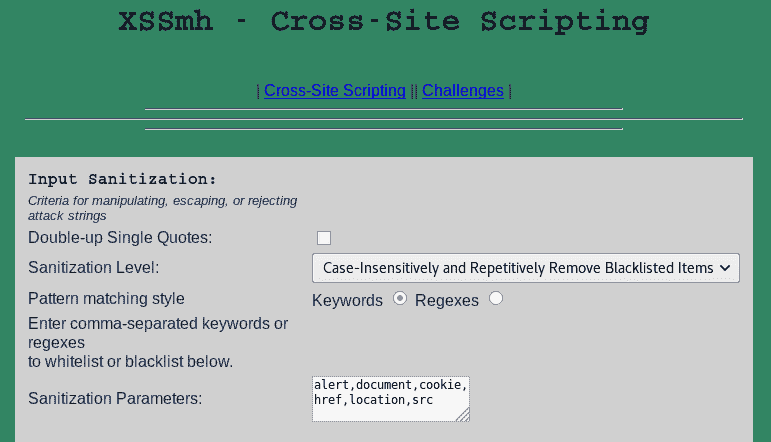 XSSmh - Cross-Site Scripting
| Cross-Site Scripting || Challenges |
Input Sanitization:
Criteria for manipulating, escaping, or rejecting
attack strings
Double-up Single Quotes:
Sanitization Level: Case-Insensitively and Repetitively Remove Blacklisted Items
Pattern matching style Keywords Regexes
Enter comma-separated keywords or
regexes
to whitelist or blacklist below.
Sanitization Parameters: alert,document,cookie,
href,location,src